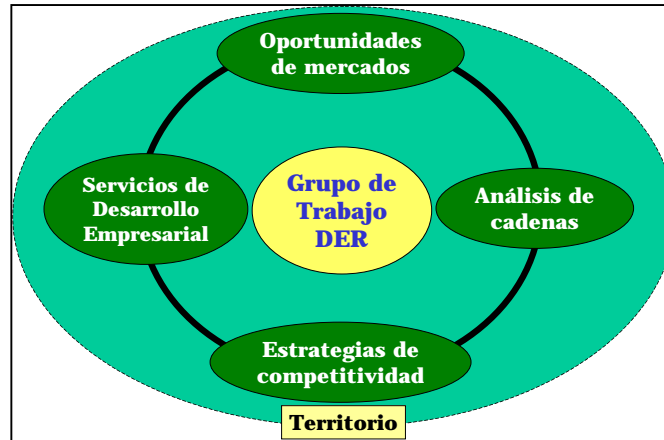 Oportunidades
de mercados
Servicios de
Desarrollo
Empresarial
Grupo de
Trabajo
DER
Análisis de
cadenas
Estrategias de
competitividad
Territorio